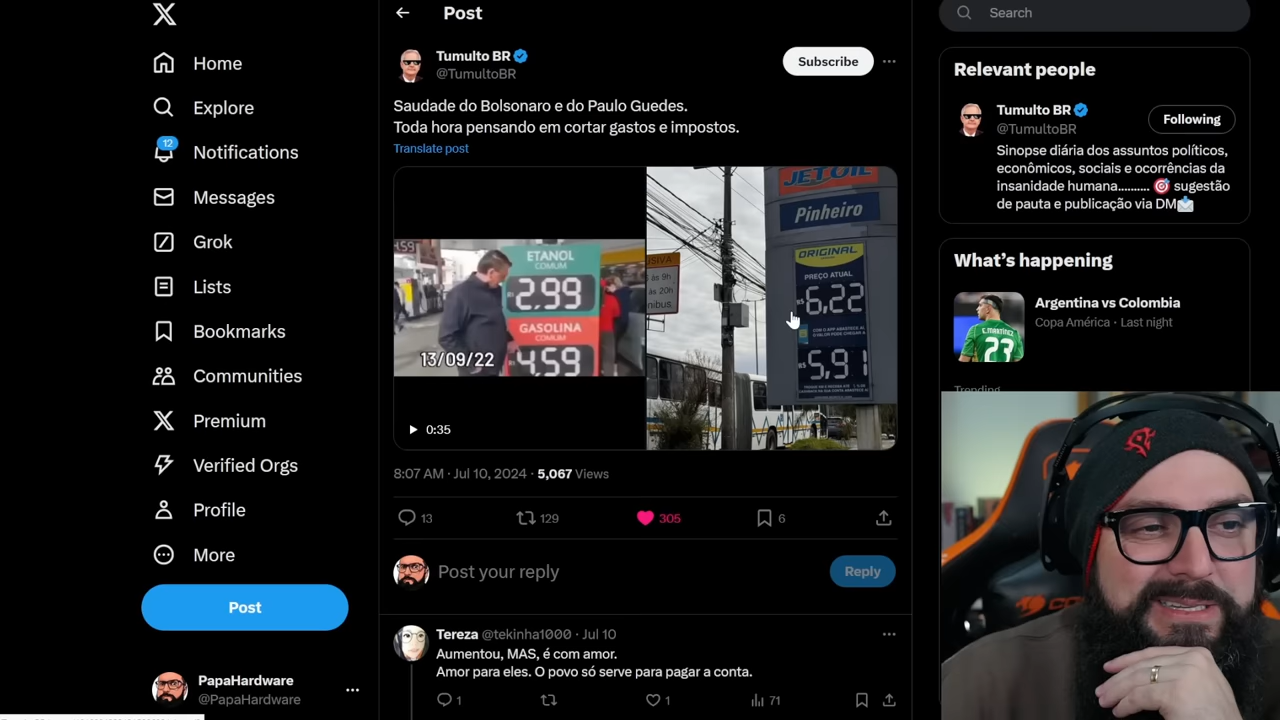 Home
Explore
12
Notifications
Messages
Grok
Lists
Bookmarks
Communities
Premium
Verified Orgs
Profile
More
Post
PapaHardware
@PapaHardware
Post
Tumulto BR
@TumultoBR
Subscribe
Saudade do Bolsonaro e do Paulo Guedes.
Toda hora pensando em cortar gastos e impostos.
Translate post
ETANOL
COMUM
2,99
GASOLINA
COMUM
4,59
13/09/22
0:35
JET OIL
Pinheiro
ORIGINAL
PREÇO ATUAL
R$ 6,22
R$ 5,91
às 9h
às 20h
8:07 AM · Jul 10, 2024 · 5,067 Views
13
129
305
6
Post your reply
Reply
Tereza @tekinha1000 · Jul 10
Aumentou, MAS, é com amor.
Amor para eles. O povo só serve para pagar a conta.
1
1
71
Search
Relevant people
Tumulto BR
@TumultoBR
Following
Sinopse diária dos assuntos políticos,
econômicos, sociais e ocorrências da
insanidade humana.......... 🎯 sugestão
de pauta e publicação via DM📩
What's happening
Argentina vs Colombia
Copa América · Last night
Trending